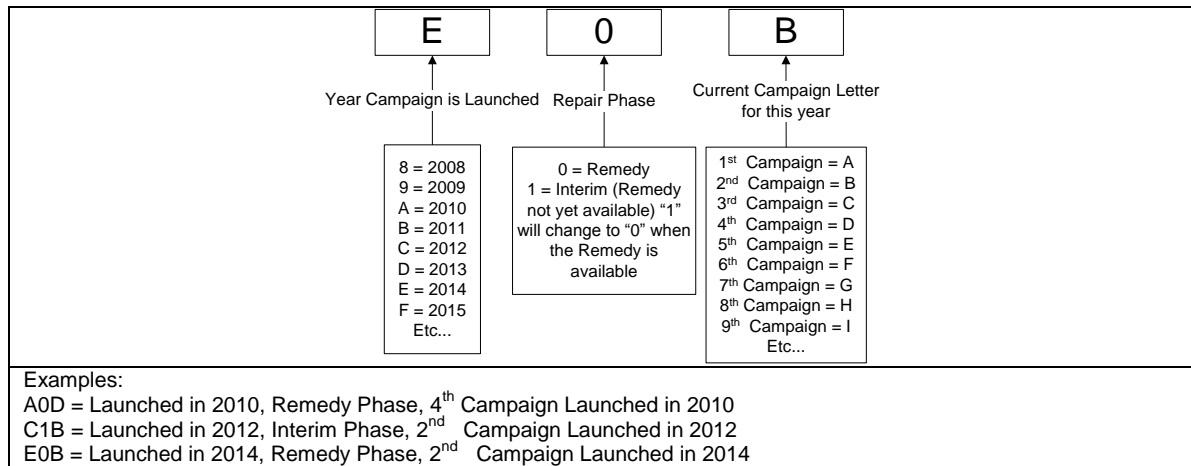 E 0 B
Year Campaign is Launched
Repair Phase
Current Campaign Letter
for this year
8 = 2008
9 = 2009
A = 2010
B = 2011
C = 2012
D = 2013
E = 2014
F = 2015
Etc...
0 = Remedy
1 = Interim (Remedy
not yet available) “1”
will change to “0” when
the Remedy is
available
1st Campaign = A
2nd Campaign = B
3rd Campaign = C
4th Campaign = D
5th Campaign = E
6th Campaign = F
7th Campaign = G
8th Campaign = H
9th Campaign = I
Etc...
Examples:
A0D = Launched in 2010, Remedy Phase, 4th Campaign Launched in 2010
C1B = Launched in 2012, Interim Phase, 2nd Campaign Launched in 2012
E0B = Launched in 2014, Remedy Phase, 2nd Campaign Launched in 2014